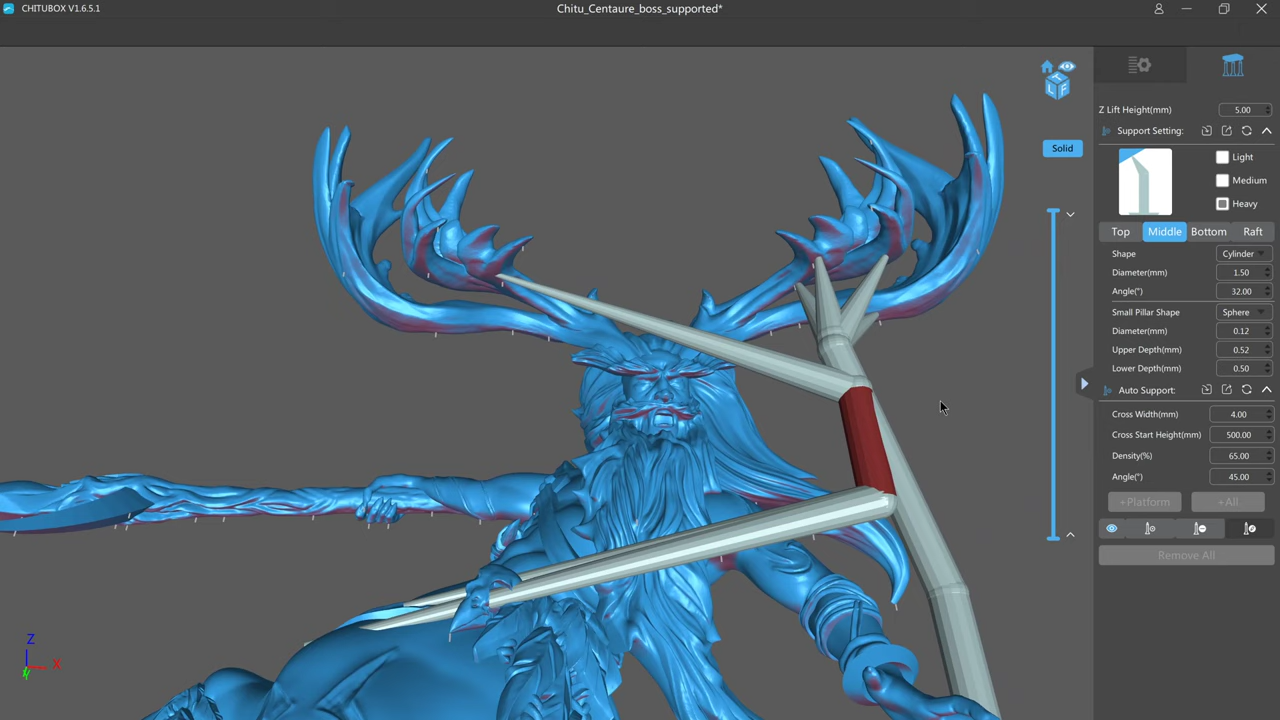 CHITUBOX V1.6.5.1
Chitu_Centaure_boss_supported*
Z Lift Height(mm) 5.00
Support Setting:
Light
Medium
Heavy
Top Middle Bottom Raft
Shape Cylinder
Diameter(mm) 1.50
Angle(°) 32.00
Small Pillar Shape Sphere
Diameter(mm) 0.12
Upper Depth(mm) 0.52
Lower Depth(mm) 0.50
Auto Support:
Cross Width(mm) 4.00
Cross Start Height(mm) 500.00
Density(%) 65.00
Angle(°) 45.00
+Platform +All
Remove All
Solid
T
L F
Z
X
Y